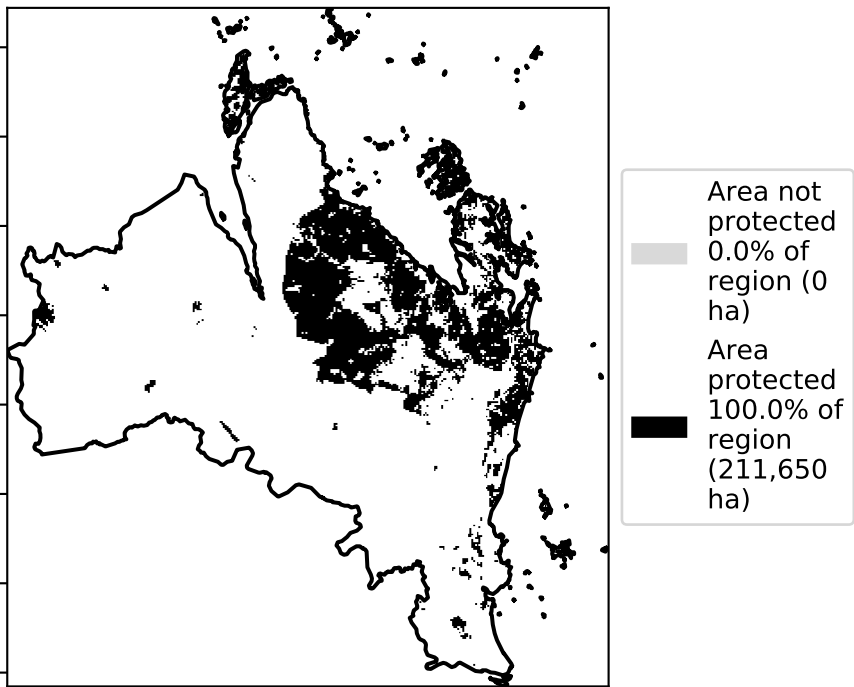 Area not
protected
0.0% of
region (0
ha)
Area
protected
100.0% of
region
(211,650
ha)